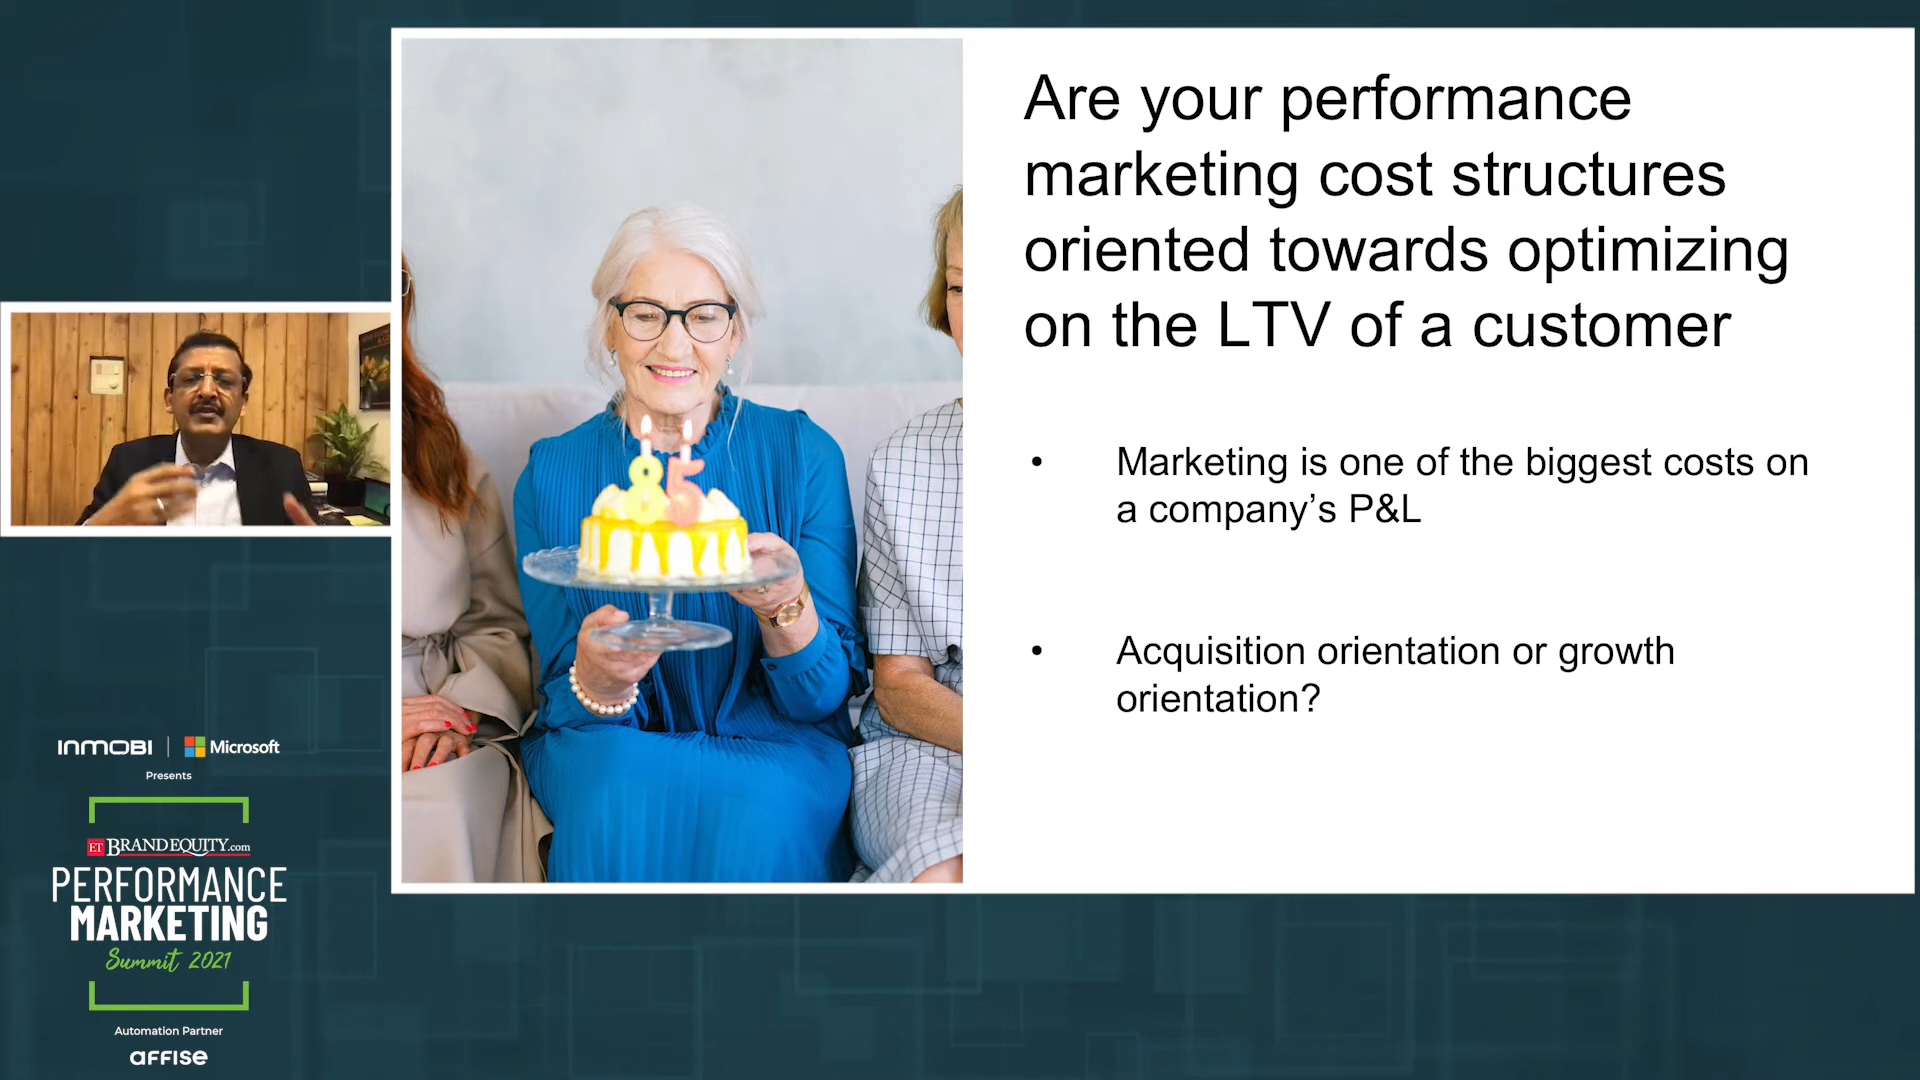 Are your performance
marketing cost structures
oriented towards optimizing
on the LTV of a customer
• Marketing is one of the biggest costs on
a company’s P&L
• Acquisition orientation or growth
orientation?
85
INMOBI | Microsoft
Presents
ET BRANDEQUITY.com
PERFORMANCE
MARKETING
Summit 2021
Automation Partner
affise